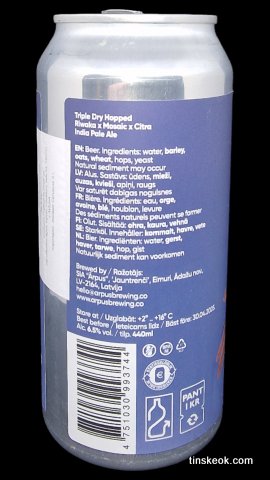 Triple Dry Hopped
Riwaka x Mosaic x Citra
India Pale Ale
EN: Beer. Ingredients: water, barley,
oats, wheat, hops, yeast
Natural sediment may occur
LV: Alus. Sastāvs: ūdens, mieži,
auzas, kvieši, apiņi, raugs
Var saturēt dabīgas nogulsnes
FR: Bière. Ingrédients: eau, orge,
avoine, blé, houblon, levure
Des sédiments naturels peuvent se former
FI: Olut. Sisältää: ohra, kaura, vehnä
SE: Starköl. Innehåller: kornmalt, havre, vete
NL: Bier. Ingrediënten: water, gerst,
haver, tarwe, hop, gist
Natuurlijk sediment kan voorkomen
Brewed by / Ražotājs:
SIA "Ārpus", 'Jauntrenči', Eimuri, Ādažu nov.
LV-2164, Latvija
hello@arpusbrewing.co
www.arpusbrewing.co
Store at / Uzglabāt: +2° – +16° C
Best before / Ieteicams līdz / Bäst före: 30.04.2025
Alc. 6.5% vol. / tilp. 440ml
4 751030 993744
PANT
1 KR
tinskeok.com